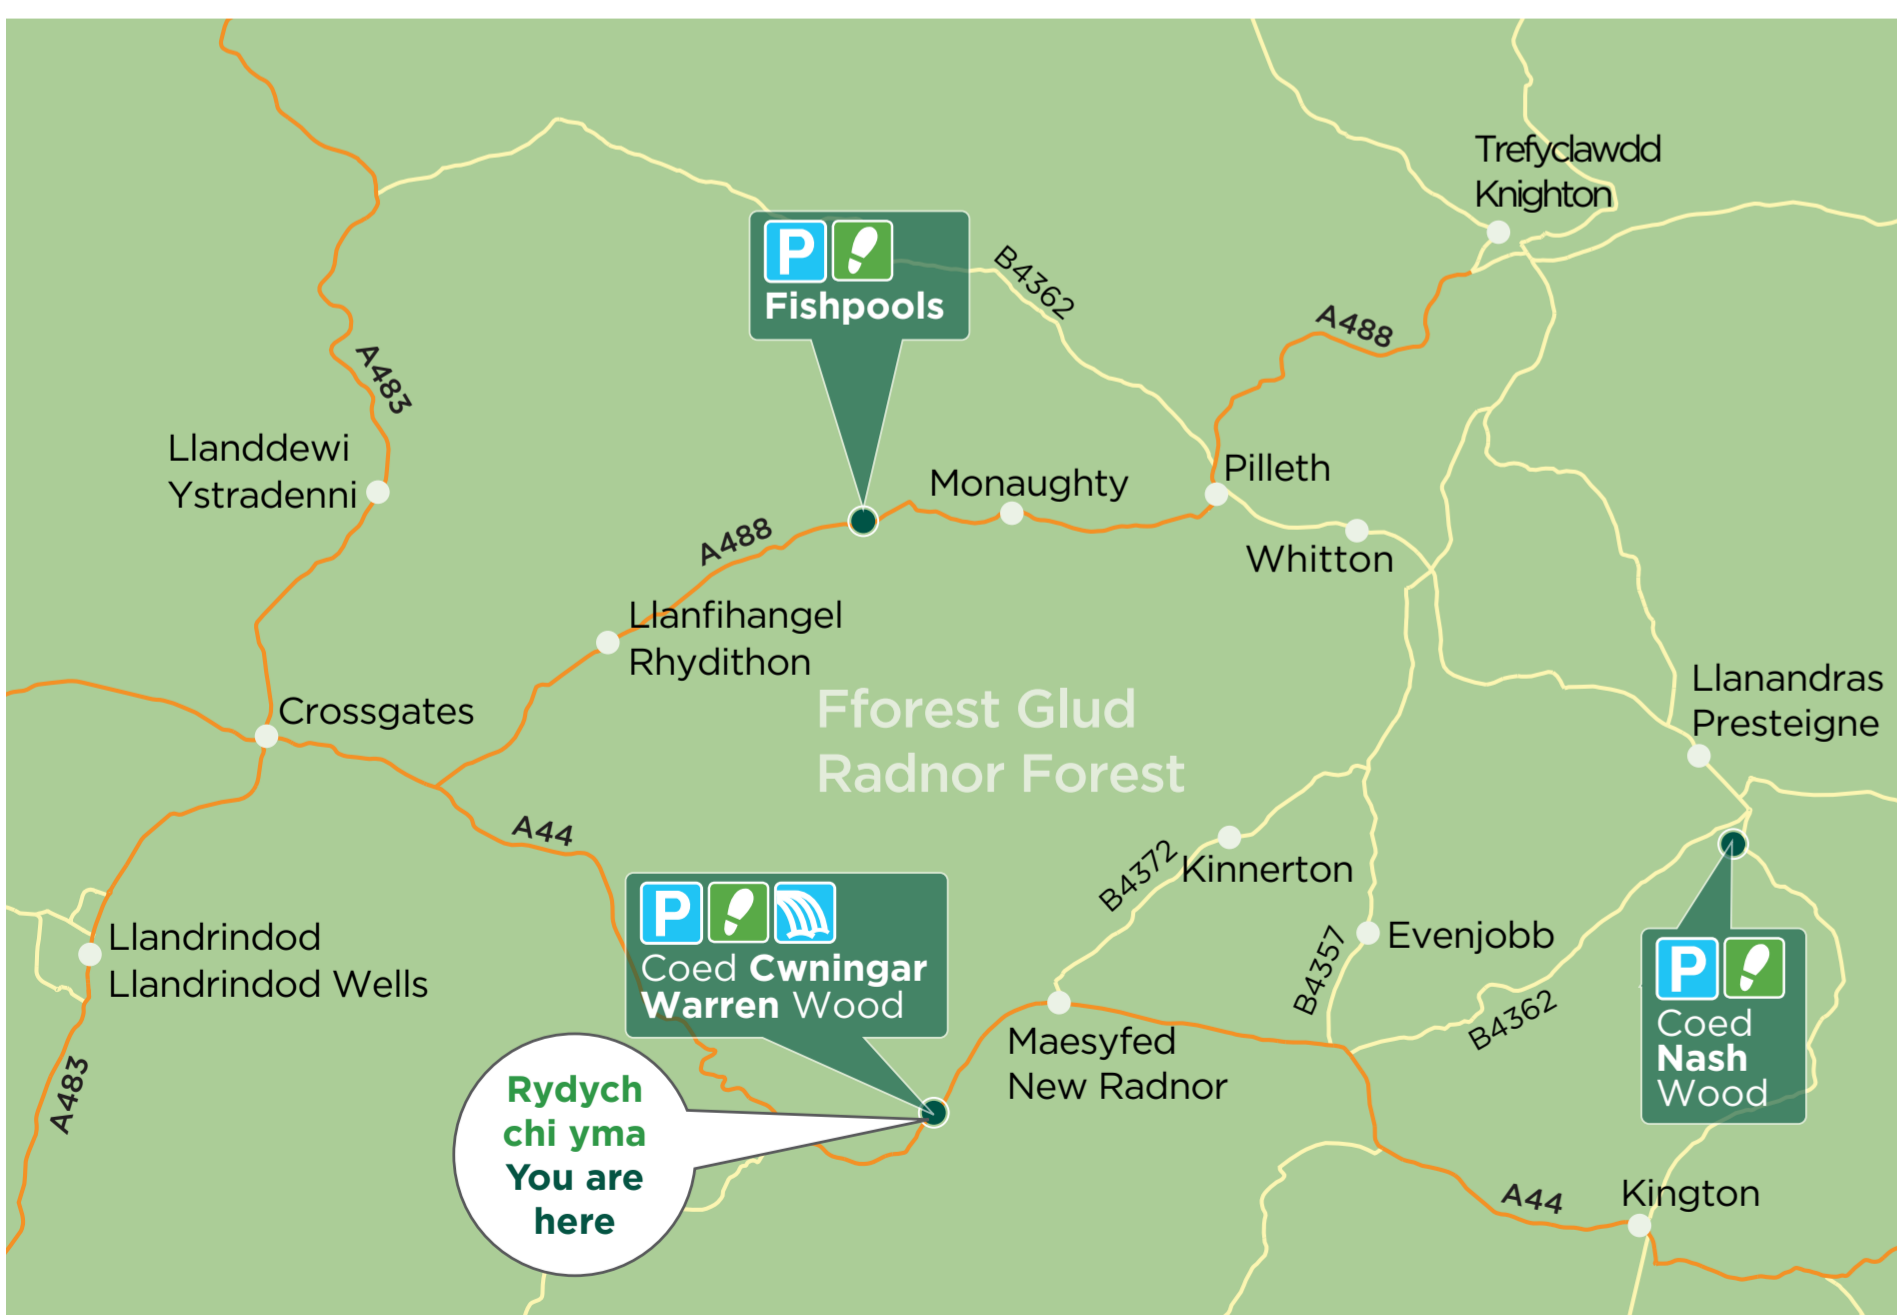 Trefyclawdd
Knighton
P
Fishpools
B4362
A488
A483
Llanddewi
Ystradenni
Monaughty
Pilleth
A488
Whitton
Llanfihangel
Rhydithon
Crossgates
Fforest Glud
Radnor Forest
Llanandras
Presteigne
A44
B4372
Kinnerton
P
Coed Cwningar
Warren Wood
Llandrindod
Llandrindod Wells
Evenjobb
B4357
P
Coed
Nash
Wood
B4362
Maesyfed
New Radnor
A483
Rydych
chi yma
You are
here
A44
Kington